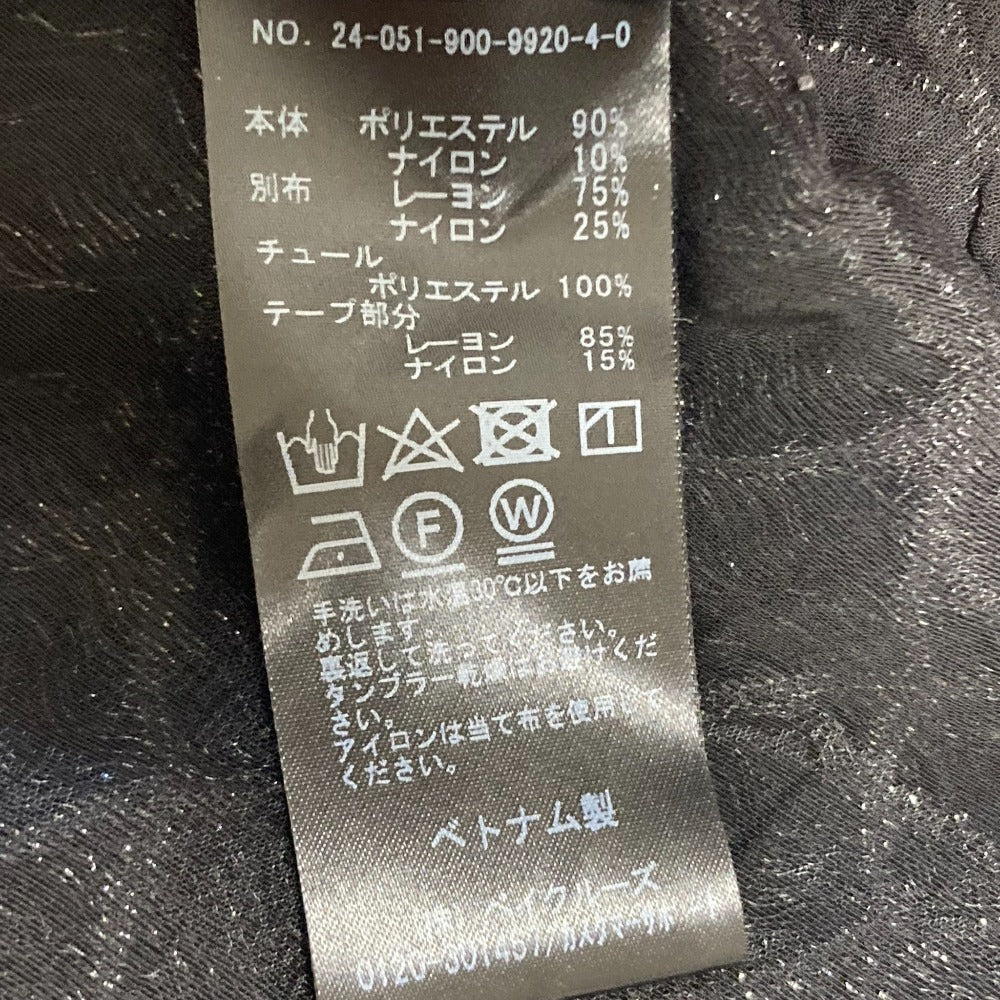 NO. 24-051-900-9920-4-0
本体 ポリエステル 90%
ナイロン 10%
別布 レーヨン 75%
ナイロン 25%
チュール
ポリエステル 100%
テープ部分
レーヨン 85%
ナイロン 15%
F
W
手洗いは水温30℃以下をお薦
めします。
裏返して洗ってください。
タンブラー乾燥はお避けくだ
さい。
アイロンは当て布を使用して
ください。
ベトナム製
ベイクルーズ